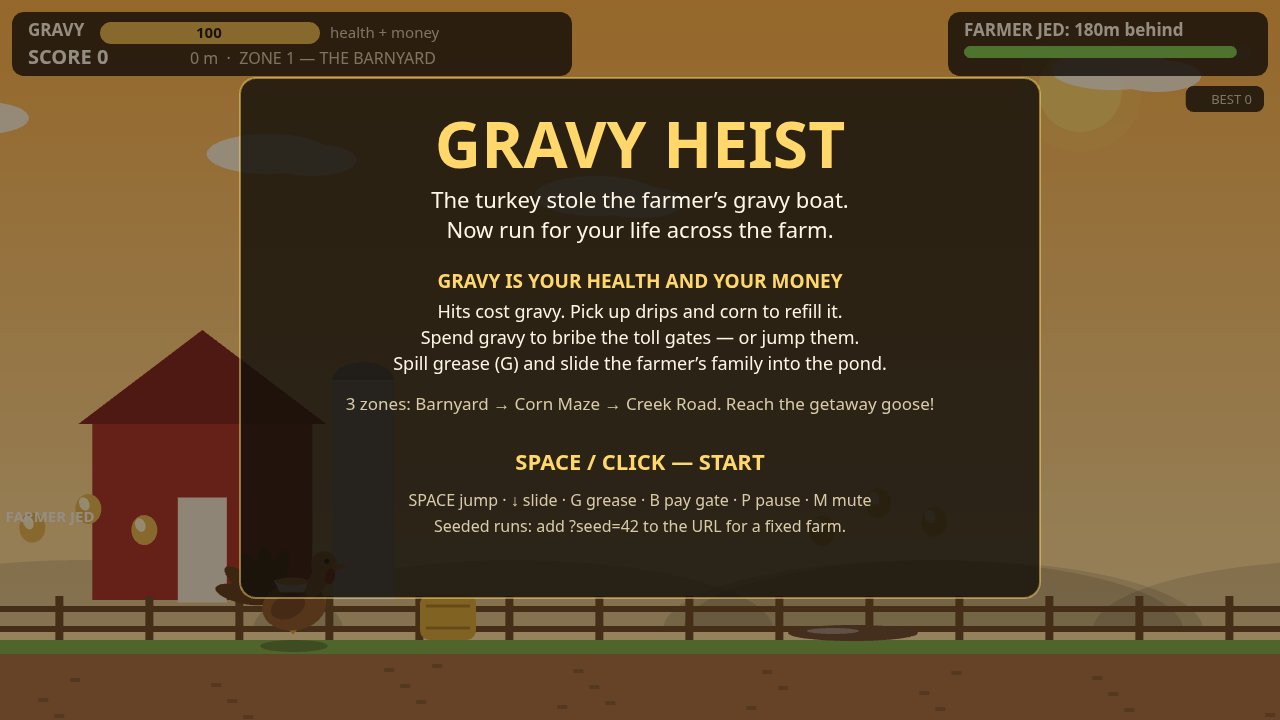 GRAVY 100 health + money
SCORE 0 0 m · ZONE 1 — THE BARNYARD
FARMER JED: 180m behind
BEST 0
GRAVY HEIST
The turkey stole the farmer’s gravy boat.
Now run for your life across the farm.
GRAVY IS YOUR HEALTH AND YOUR MONEY
Hits cost gravy. Pick up drips and corn to refill it.
Spend gravy to bribe the toll gates — or jump them.
Spill grease (G) and slide the farmer’s family into the pond.
3 zones: Barnyard → Corn Maze → Creek Road. Reach the getaway goose!
SPACE / CLICK — START
SPACE jump · ↓ slide · G grease · B pay gate · P pause · M mute
Seeded runs: add ?seed=42 to the URL for a fixed farm.
FARMER JED